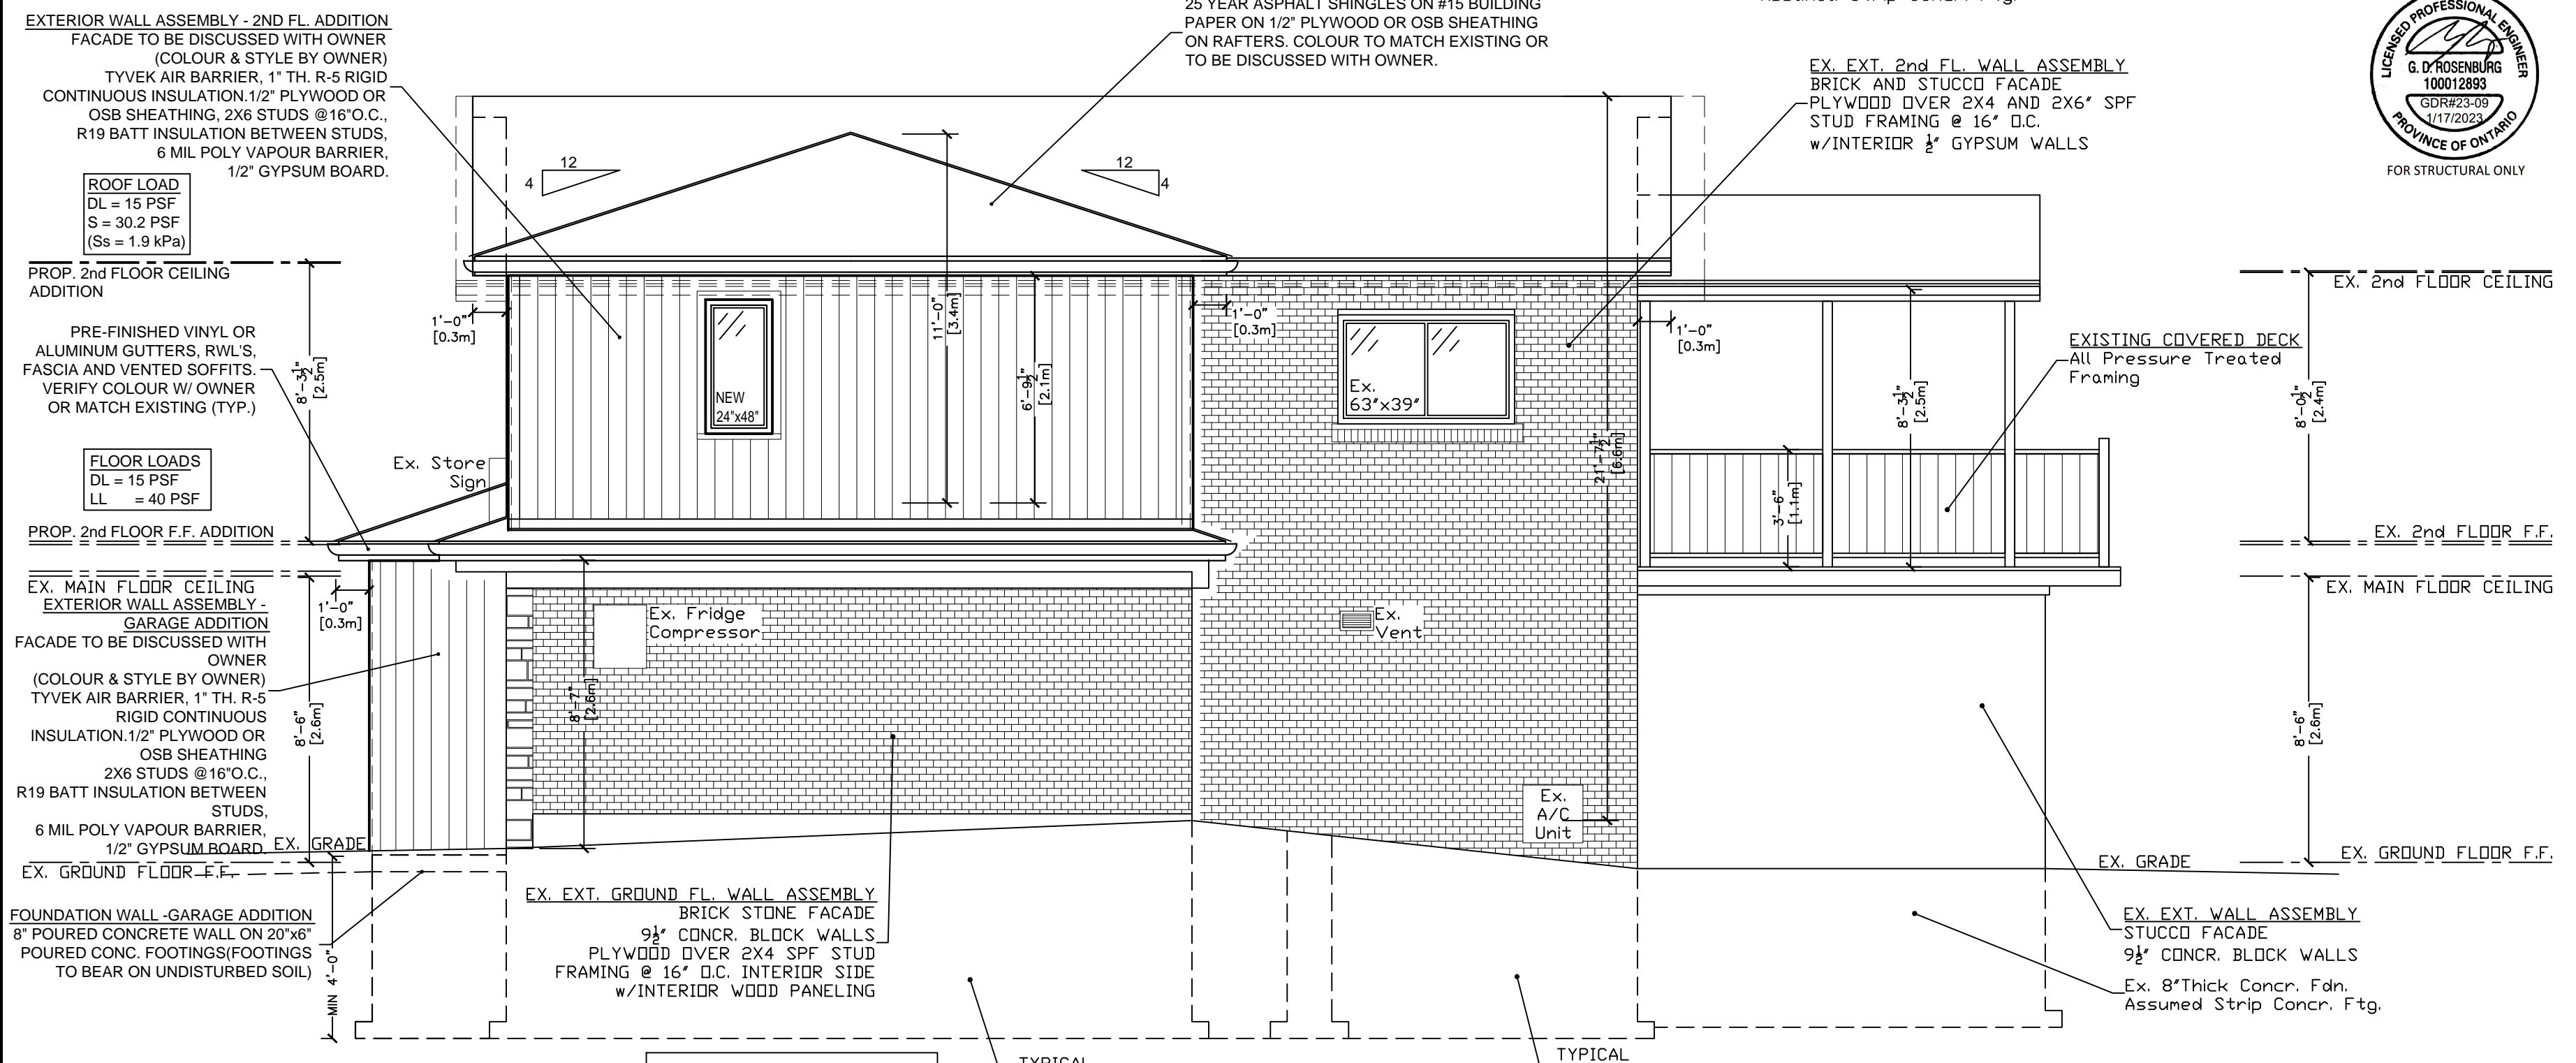 EXTERIOR WALL ASSEMBLY - 2ND FL. ADDITION
FACADE TO BE DISCUSSED WITH OWNER
(COLOUR & STYLE BY OWNER)
TYVEK AIR BARRIER, 1" TH. R-5 RIGID
CONTINUOUS INSULATION.1/2" PLYWOOD OR
OSB SHEATHING, 2X6 STUDS @16"O.C.,
R19 BATT INSULATION BETWEEN STUDS,
6 MIL POLY VAPOUR BARRIER,
1/2" GYPSUM BOARD.
25 YEAR ASPHALT SHINGLES ON #15 BUILDING
PAPER ON 1/2" PLYWOOD OR OSB SHEATHING
ON RAFTERS. COLOUR TO MATCH EXISTING OR
TO BE DISCUSSED WITH OWNER.
Assumed Strip Concr. Ftg.
EX. EXT. 2nd FL. WALL ASSEMBLY
BRICK AND STUCCO FACADE
PLYWOOD OVER 2X4 AND 2X6" SPF
STUD FRAMING @ 16" O.C.
w/INTERIOR 1/2" GYPSUM WALLS
LICENSED PROFESSIONAL ENGINEER
G. D. ROSENBURG
100012893
GDR#23-09
1/17/2023
PROVINCE OF ONTARIO
FOR STRUCTURAL ONLY
ROOF LOAD
DL = 15 PSF
S = 30.2 PSF
(Ss = 1.9 kPa)
12
4
12
4
PROP. 2nd FLOOR CEILING
ADDITION
PRE-FINISHED VINYL OR
ALUMINUM GUTTERS, RWL'S,
FASCIA AND VENTED SOFFITS.
VERIFY COLOUR W/ OWNER
OR MATCH EXISTING (TYP.)
8'-3 1/2"
[2.5m]
1'-0"
[0.3m]
NEW
24"x48"
11'-0"
[3.4m]
6'-9 1/2"
[2.1m]
1'-0"
[0.3m]
Ex.
63"x39"
21'-7 1/2"
[6.6m]
1'-0"
[0.3m]
8'-3 1/2"
[2.5m]
3'-6"
[1.1m]
EXISTING COVERED DECK
All Pressure Treated
Framing
EX. 2nd FLOOR CEILING
8'-0 1/2"
[2.4m]
EX. 2nd FLOOR F.F.
EX. MAIN FLOOR CEILING
FLOOR LOADS
DL = 15 PSF
LL = 40 PSF
Ex. Store
Sign
PROP. 2nd FLOOR F.F. ADDITION
EX. MAIN FLOOR CEILING
1'-0"
[0.3m]
EXTERIOR WALL ASSEMBLY -
GARAGE ADDITION
FACADE TO BE DISCUSSED WITH
OWNER
(COLOUR & STYLE BY OWNER)
TYVEK AIR BARRIER, 1" TH. R-5
RIGID CONTINUOUS
INSULATION.1/2" PLYWOOD OR
OSB SHEATHING
2X6 STUDS @16"O.C.,
R19 BATT INSULATION BETWEEN
STUDS,
6 MIL POLY VAPOUR BARRIER,
1/2" GYPSUM BOARD.
8'-6"
[2.6m]
EX. GRADE
EX. GROUND FLOOR F.F.
Ex. Fridge
Compressor
8'-7"
[2.6m]
Ex.
Vent
Ex.
A/C
Unit
8'-6"
[2.6m]
EX. GRADE
EX. GROUND FLOOR F.F.
FOUNDATION WALL -GARAGE ADDITION
8" POURED CONCRETE WALL ON 20"x6"
POURED CONC. FOOTINGS(FOOTINGS
TO BEAR ON UNDISTURBED SOIL)
MIN 4'-0"
EX. EXT. GROUND FL. WALL ASSEMBLY
BRICK STONE FACADE
9 1/2" CONCR. BLOCK WALLS
PLYWOOD OVER 2X4 SPF STUD
FRAMING @ 16" O.C. INTERIOR SIDE
w/INTERIOR WOOD PANELING
EX. EXT. WALL ASSEMBLY
STUCCO FACADE
9 1/2" CONCR. BLOCK WALLS
Ex. 8"Thick Concr. Fdn.
Assumed Strip Concr. Ftg.
TYPICAL
TYPICAL